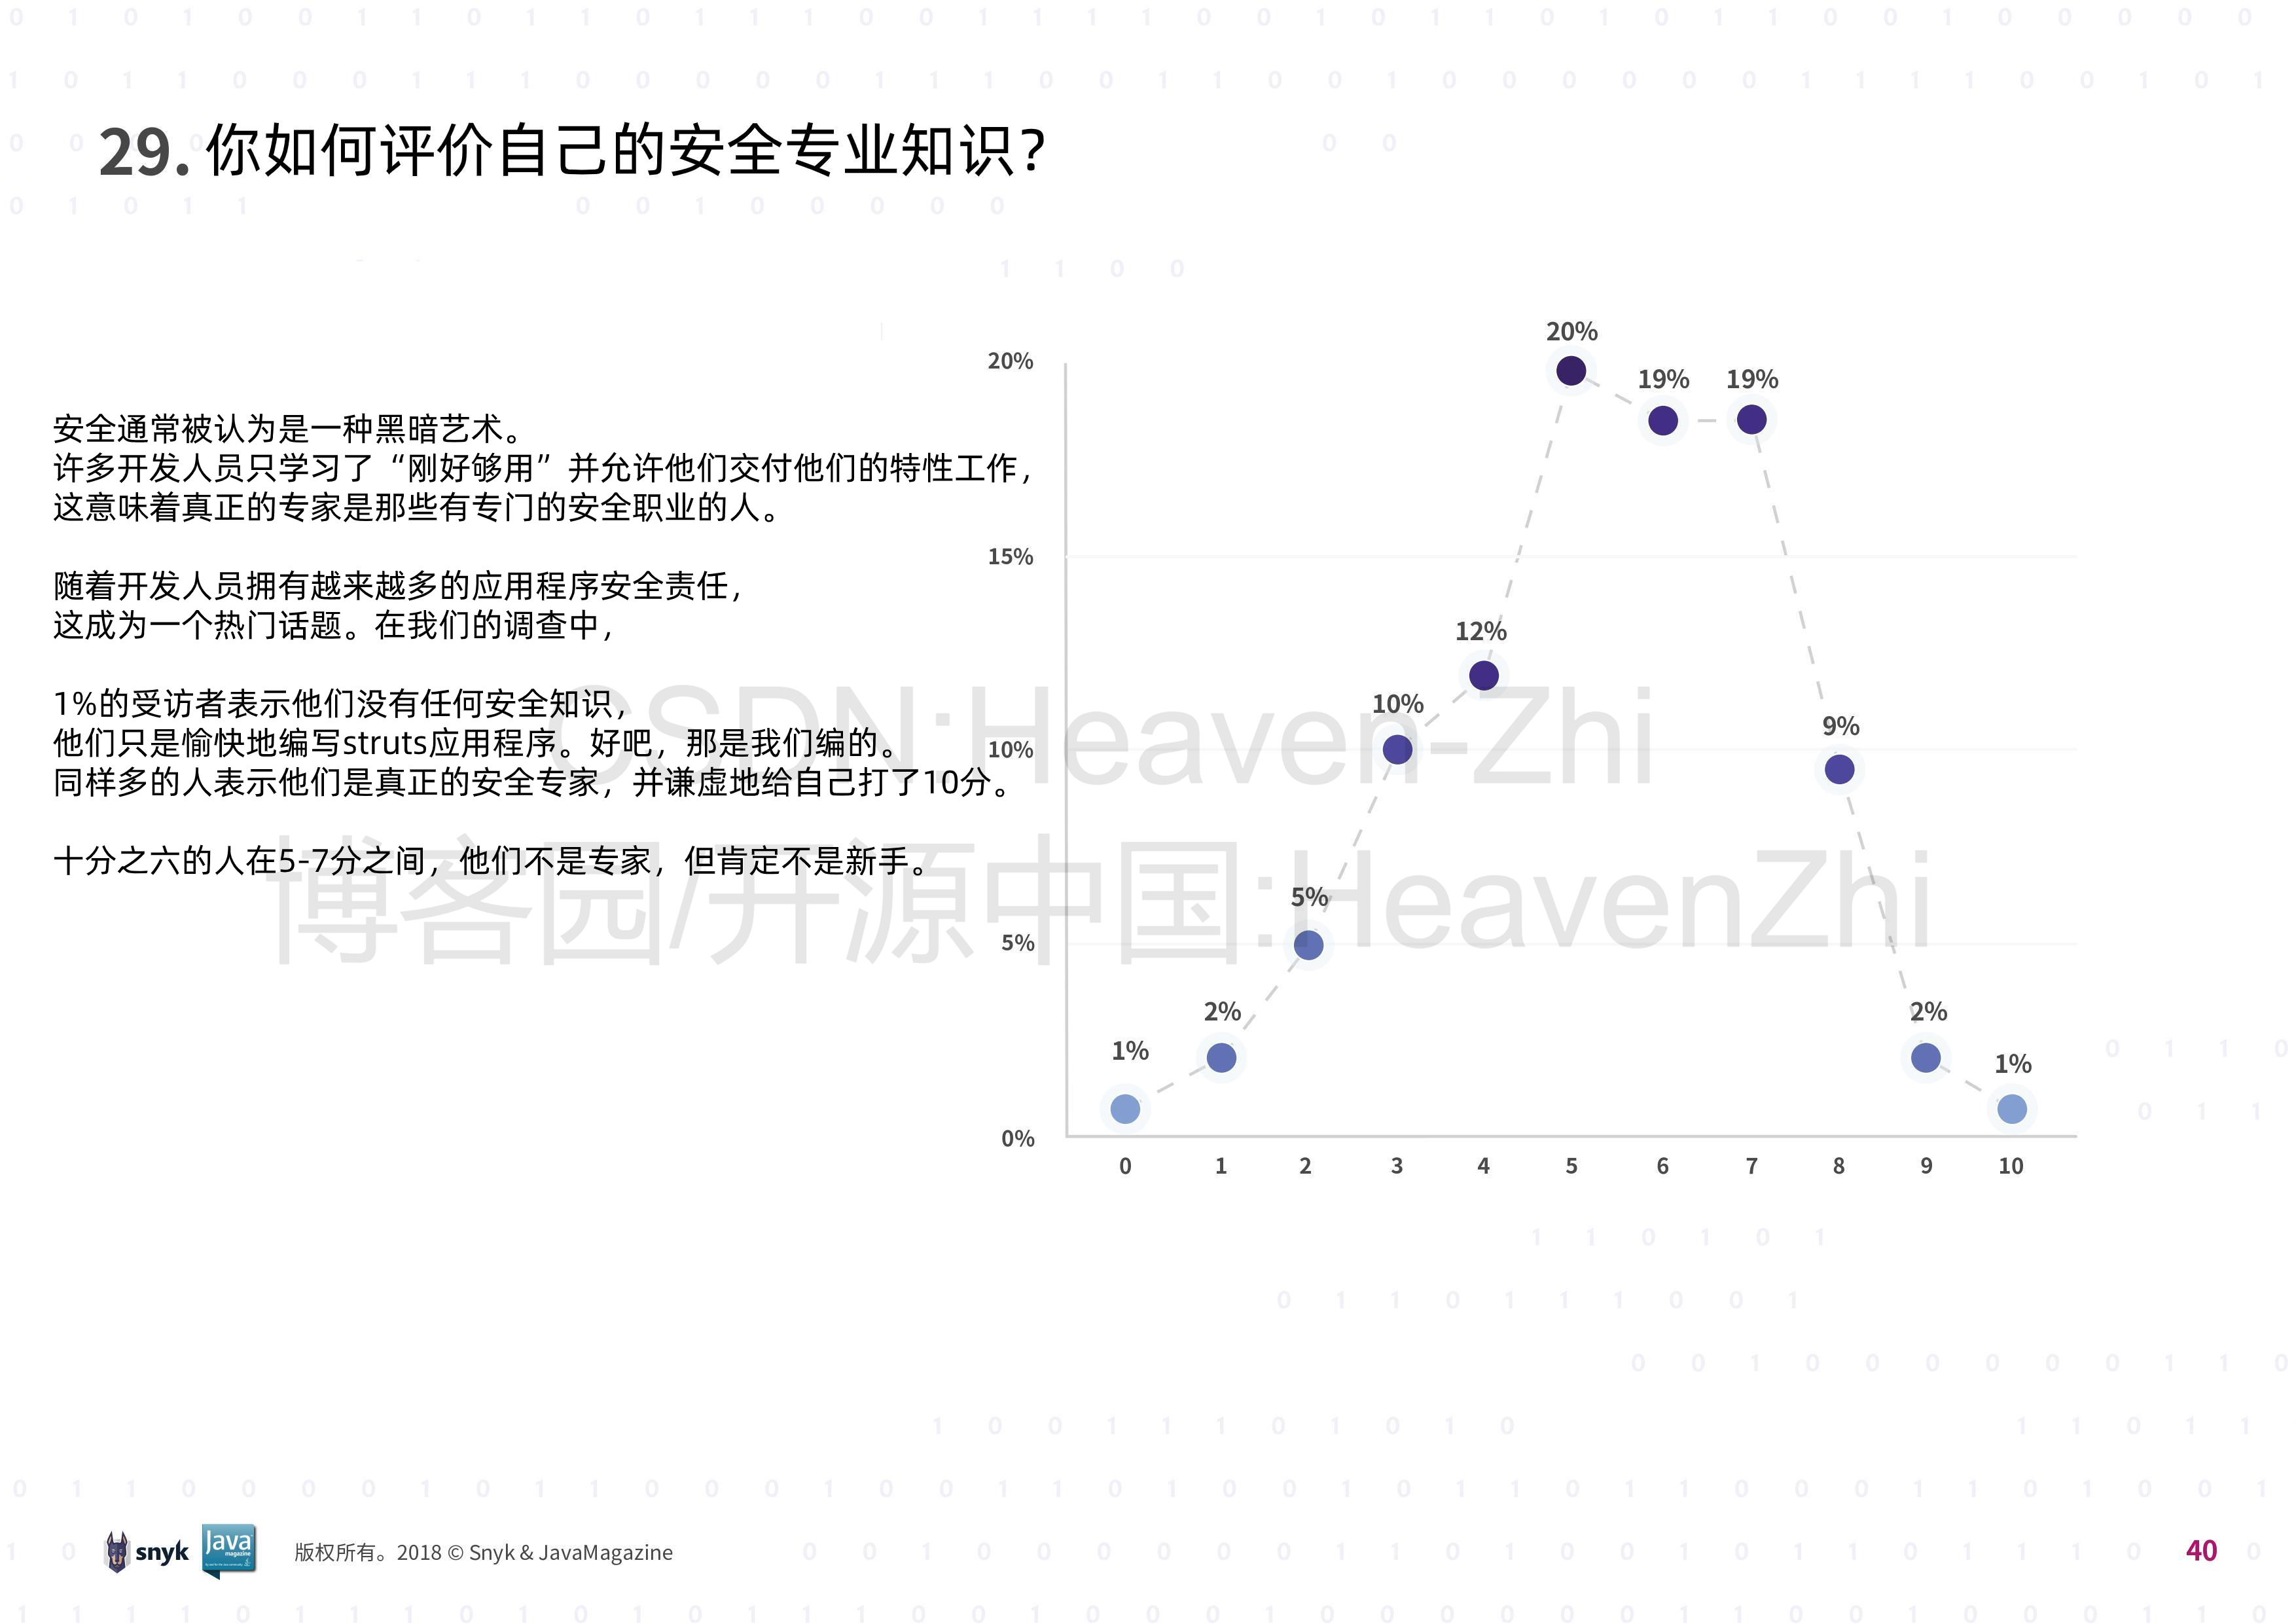 29. 你如何评价自己的安全专业知识？
安全通常被认为是一种黑暗艺术。
许多开发人员只学习了“刚好够用”并允许他们交付他们的特性工作，
这意味着真正的专家是那些有专门的安全职业的人。
随着开发人员拥有越来越多的应用程序安全责任，
这成为一个热门话题。在我们的调查中，
1%的受访者表示他们没有任何安全知识，
他们只是愉快地编写struts应用程序。好吧，那是我们编的。
同样多的人表示他们是真正的安全专家，并谦虚地给自己打了10分。
十分之六的人在5-7分之间，他们不是专家，但肯定不是新手。
20%
15%
10%
5%
0%
1%
2%
5%
10%
12%
20%
19%
19%
9%
2%
1%
0 1 2 3 4 5 6 7 8 9 10
CSDN:Heaven-Zhi
博客园/开源中国:HeavenZhi
snyk
Java
magazine
版权所有。2018 © Snyk & JavaMagazine
40